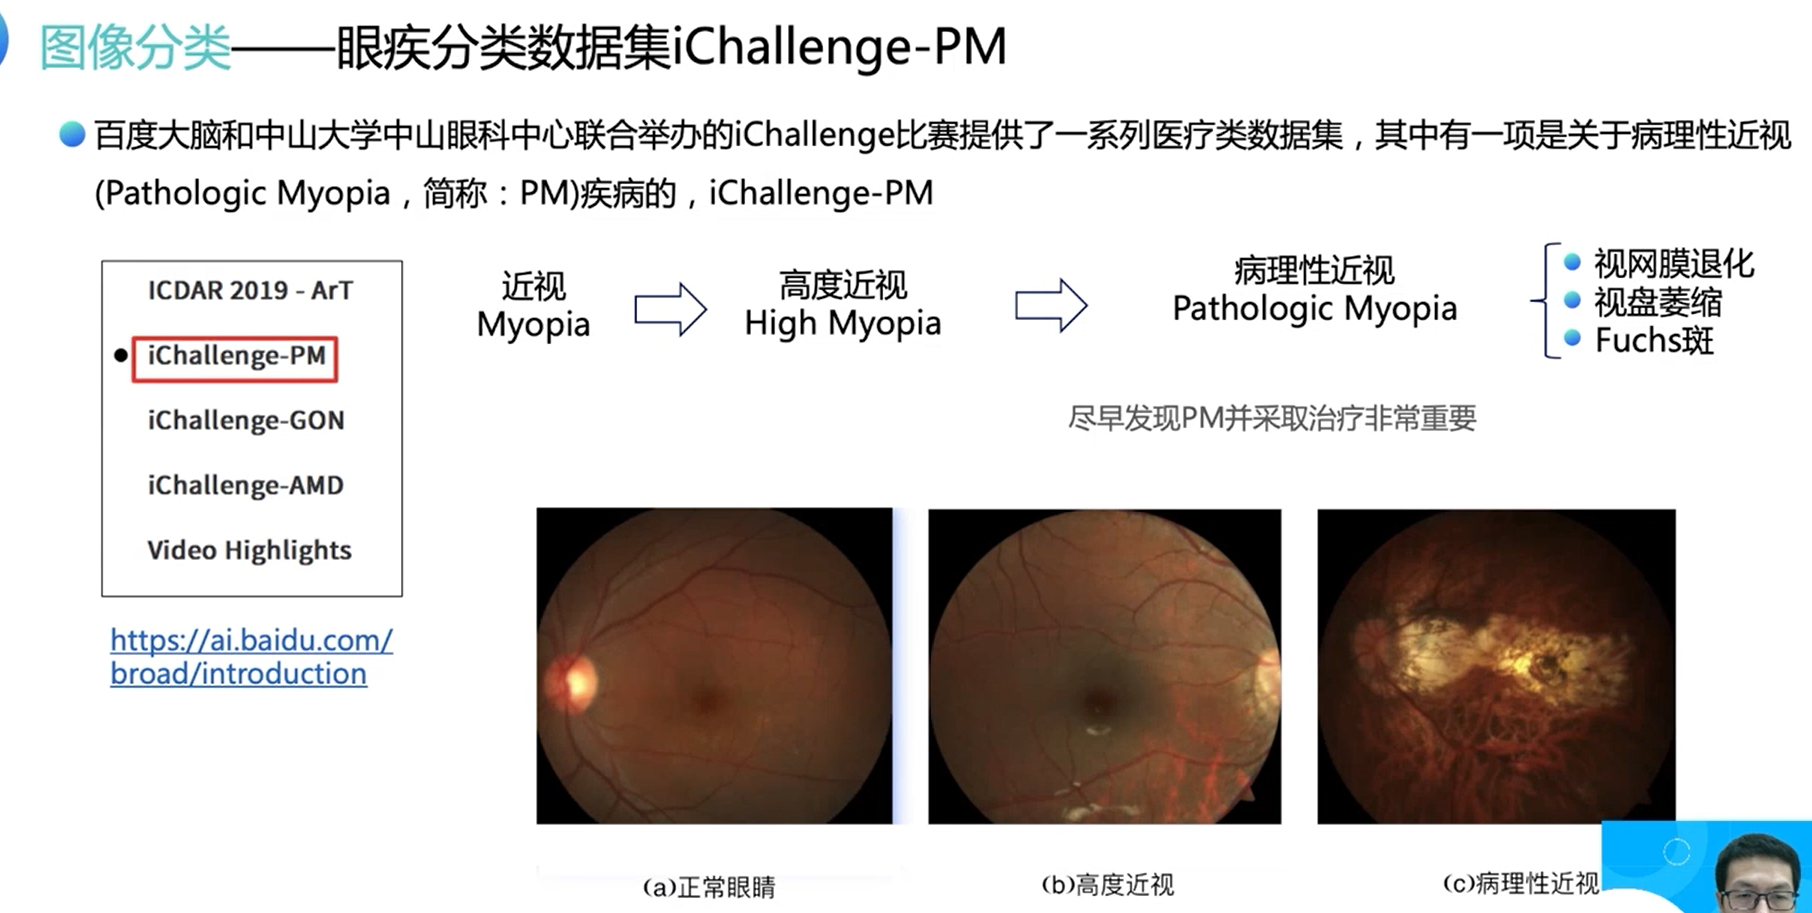 图像分类——眼疾分类数据集iChallenge-PM
百度大脑和中山大学中山眼科中心联合举办的iChallenge比赛提供了一系列医疗类数据集，其中有一项是关于病理性近视
(Pathologic Myopia，简称：PM)疾病的，iChallenge-PM
ICDAR 2019 - ArT
iChallenge-PM
iChallenge-GON
iChallenge-AMD
Video Highlights
https://ai.baidu.com/
broad/introduction
近视
Myopia
高度近视
High Myopia
病理性近视
Pathologic Myopia
视网膜退化
视盘萎缩
Fuchs斑
尽早发现PM并采取治疗非常重要
(a)正常眼睛
(b)高度近视
(c)病理性近视